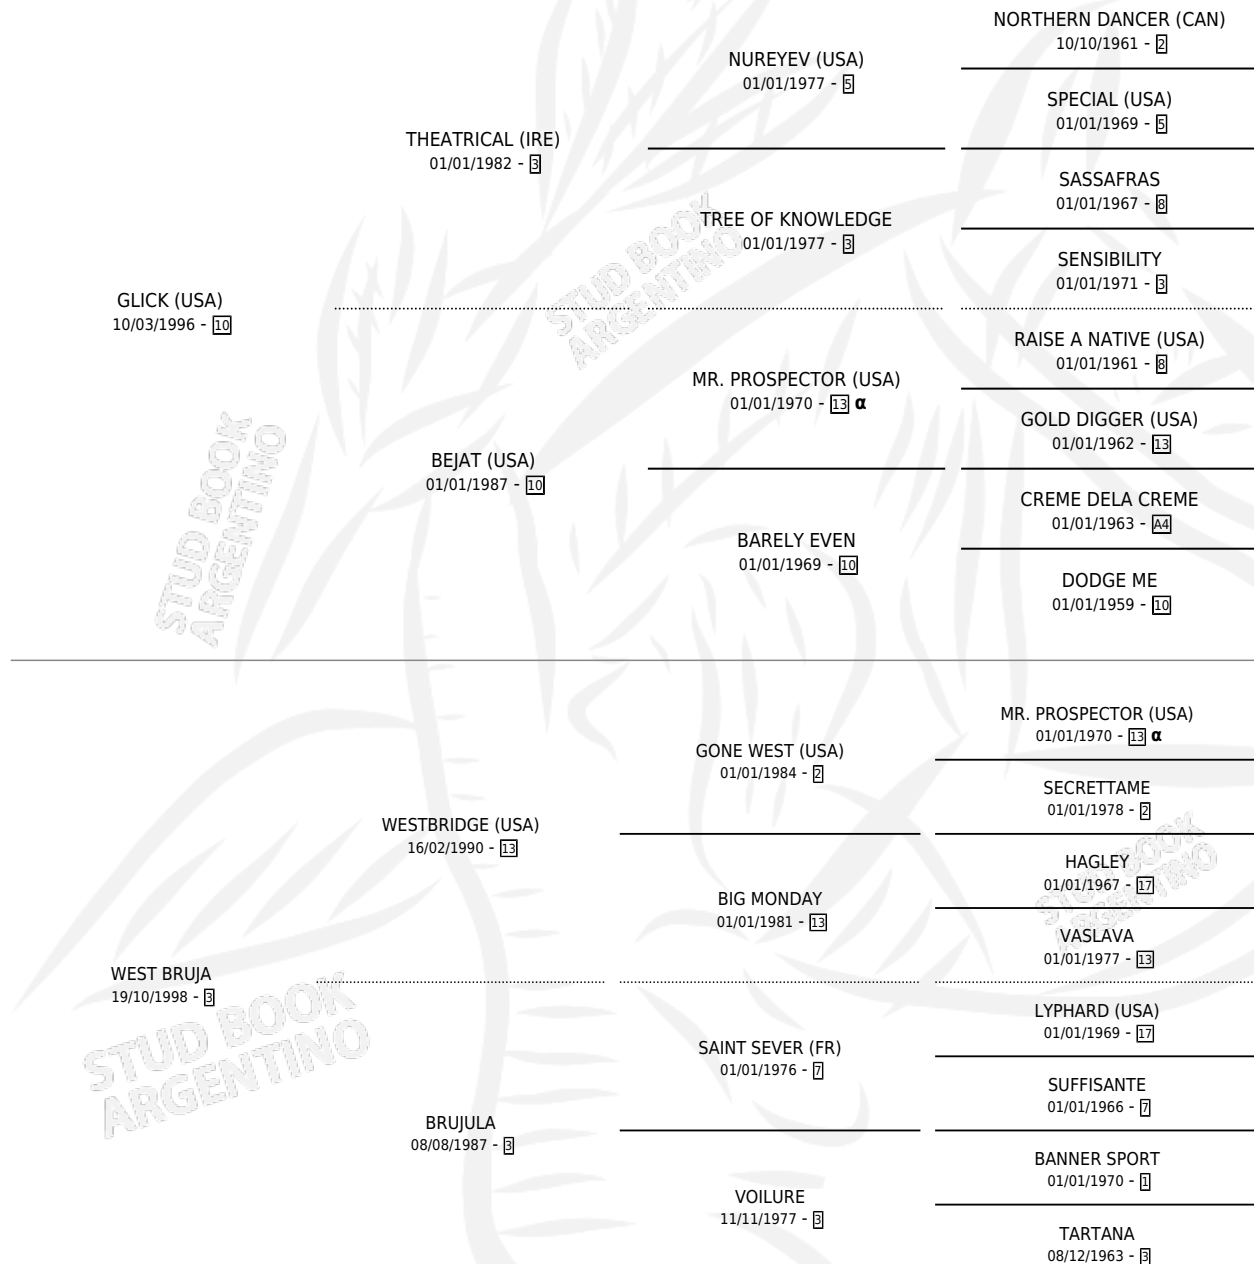 NORTHERN DANCER (CAN)
10/10/1961 - 2
NUREYEV (USA)
01/01/1977 - 5
SPECIAL (USA)
01/01/1969 - 5
THEATRICAL (IRE)
01/01/1982 - 3
SASSAFRAS
01/01/1967 - 8
TREE OF KNOWLEDGE
01/01/1977 - 3
SENSIBILITY
01/01/1971 - 3
STUD BOOK
ARGENTINO
GLICK (USA)
10/03/1996 - 10
RAISE A NATIVE (USA)
01/01/1961 - 8
MR. PROSPECTOR (USA)
01/01/1970 - 13 α
GOLD DIGGER (USA)
01/01/1962 - 13
BEJAT (USA)
01/01/1987 - 10
CREME DELA CREME
01/01/1963 - A4
STUD BOOK
ARGENTINO
BARELY EVEN
01/01/1969 - 10
DODGE ME
01/01/1959 - 10
MR. PROSPECTOR (USA)
01/01/1970 - 13 α
GONE WEST (USA)
01/01/1984 - 2
SECRETTAME
01/01/1978 - 2
WESTBRIDGE (USA)
16/02/1990 - 13
HAGLEY
01/01/1967 - 17
STUD BOOK
ARGENTINO
BIG MONDAY
01/01/1981 - 13
VASLAVA
01/01/1977 - 13
WEST BRUJA
19/10/1998 - 3
STUD BOOK
ARGENTINO
LYPHARD (USA)
01/01/1969 - 17
SAINT SEVER (FR)
01/01/1976 - 7
SUFFISANTE
01/01/1966 - 7
BRUJULA
08/08/1987 - 3
BANNER SPORT
01/01/1970 - 1
VOILURE
11/11/1977 - 3
TARTANA
08/12/1963 - 3